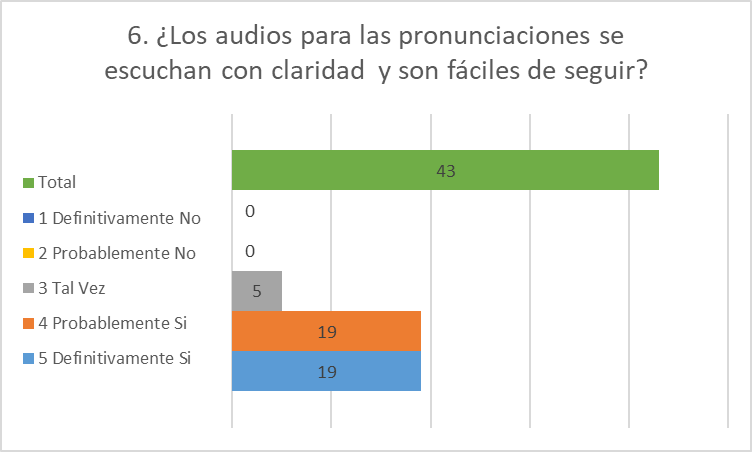 6. ¿Los audios para las pronunciaciones se
escuchan con claridad  y son fáciles de seguir?
Total
1 Definitivamente No
2 Probablemente No
3 Tal Vez
4 Probablemente Si
5 Definitivamente Si
43
0
0
5
19
19